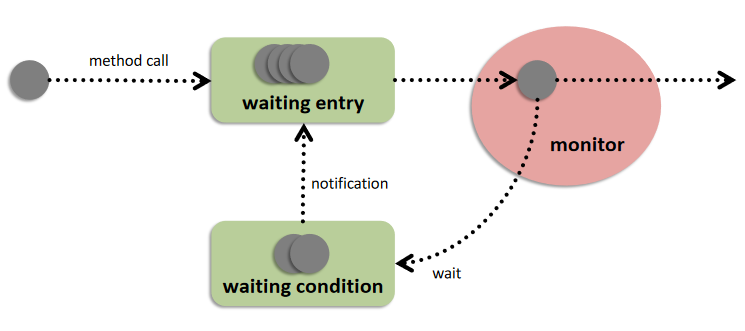 method call
waiting entry
monitor
notification
wait
waiting condition